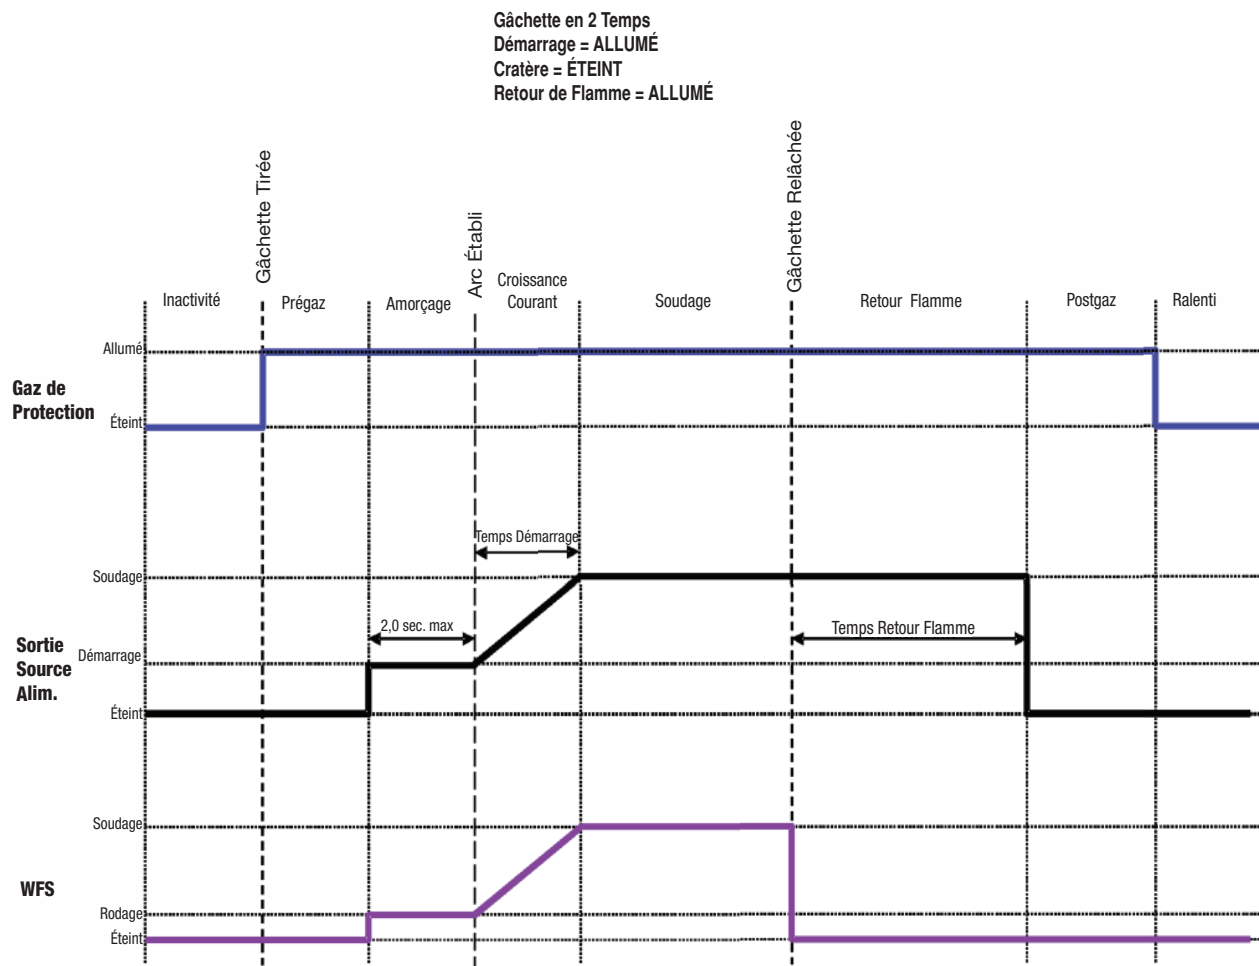 Gâchette en 2 Temps
Démarrage = ALLUMÉ
Cratère = ÉTEINT
Retour de Flamme = ALLUMÉ
Gâchette Tirée
Arc Établi
Gâchette Relâchée
Inactivité
Prégaz
Amorçage
Croissance
Courant
Soudage
Retour Flamme
Postgaz
Ralenti
Allumé
Gaz de
Protection
Éteint
Temps Démarrage
Soudage
2,0 sec. max
Temps Retour Flamme
Sortie
Source
Alim.
Démarrage
Éteint
Soudage
WFS
Rodage
Éteint